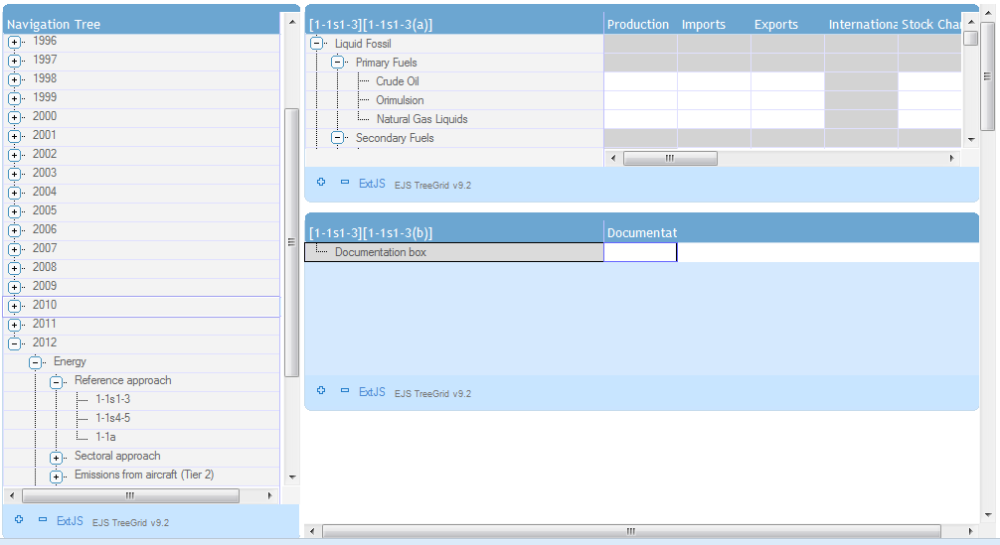 Navigation Tree
1996
1997
1998
1999
2000
2001
2002
2003
2004
2005
2006
2007
2008
2009
2010
2011
2012
Energy
Reference approach
1-1s1-3
1-1s4-5
1-1a
Sectoral approach
Emissions from aircraft (Tier 2)
ExtJS EJS TreeGrid v9.2
[1-1s1-3][1-1s1-3(a)] Production Imports Exports Internationa Stock Chan
Liquid Fossil
Primary Fuels
Crude Oil
Orimulsion
Natural Gas Liquids
Secondary Fuels
ExtJS EJS TreeGrid v9.2
[1-1s1-3][1-1s1-3(b)] Documentat
Documentation box
ExtJS EJS TreeGrid v9.2